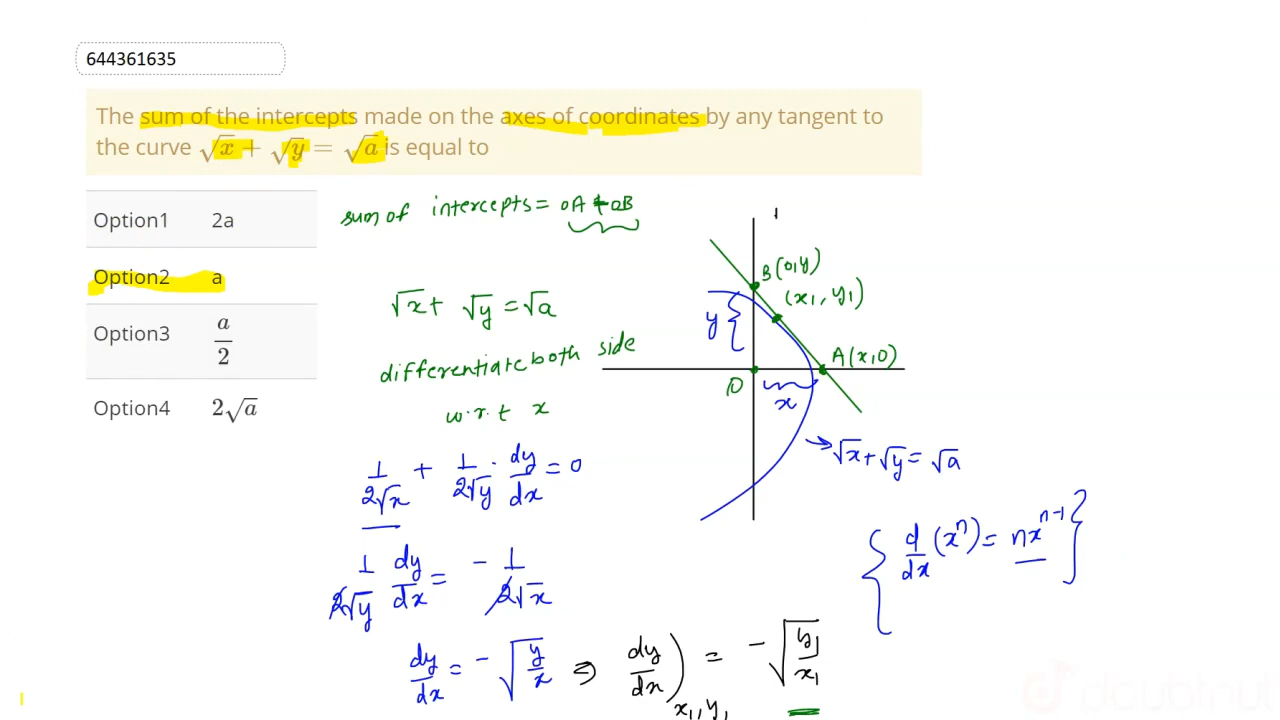 644361635
The sum of the intercepts made on the axes of coordinates by any tangent to
the curve √x + √y = √a is equal to
Option1 2a
Option2 a
Option3 a/2
Option4 2√a
sum of intercepts = OA + OB
√x + √y = √a
differentiate both side
w.r.t x
1/2√x + 1/2√y . dy/dx = 0
1/2√y dy/dx = - 1/2√x
dy/dx = - √y/x ⇒ dy/dx)x1, y1 = - √y1/x1
B(0,y)
(x1, y1)
y
A(x,0)
O
x
√x + √y = √a
{ d/dx (x^n) = nx^n-1 }
doubtnut